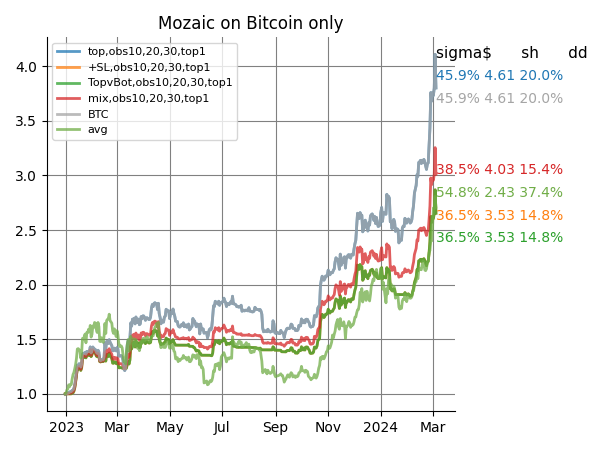 Mozaic on Bitcoin only
sigma$ sh dd
top,obs10,20,30,top1
+SL,obs10,20,30,top1
TopvBot,obs10,20,30,top1
mix,obs10,20,30,top1
BTC
avg
45.9% 4.61 20.0%
45.9% 4.61 20.0%
38.5% 4.03 15.4%
54.8% 2.43 37.4%
36.5% 3.53 14.8%
36.5% 3.53 14.8%
4.0
3.5
3.0
2.5
2.0
1.5
1.0
2023 Mar May Jul Sep Nov 2024 Mar